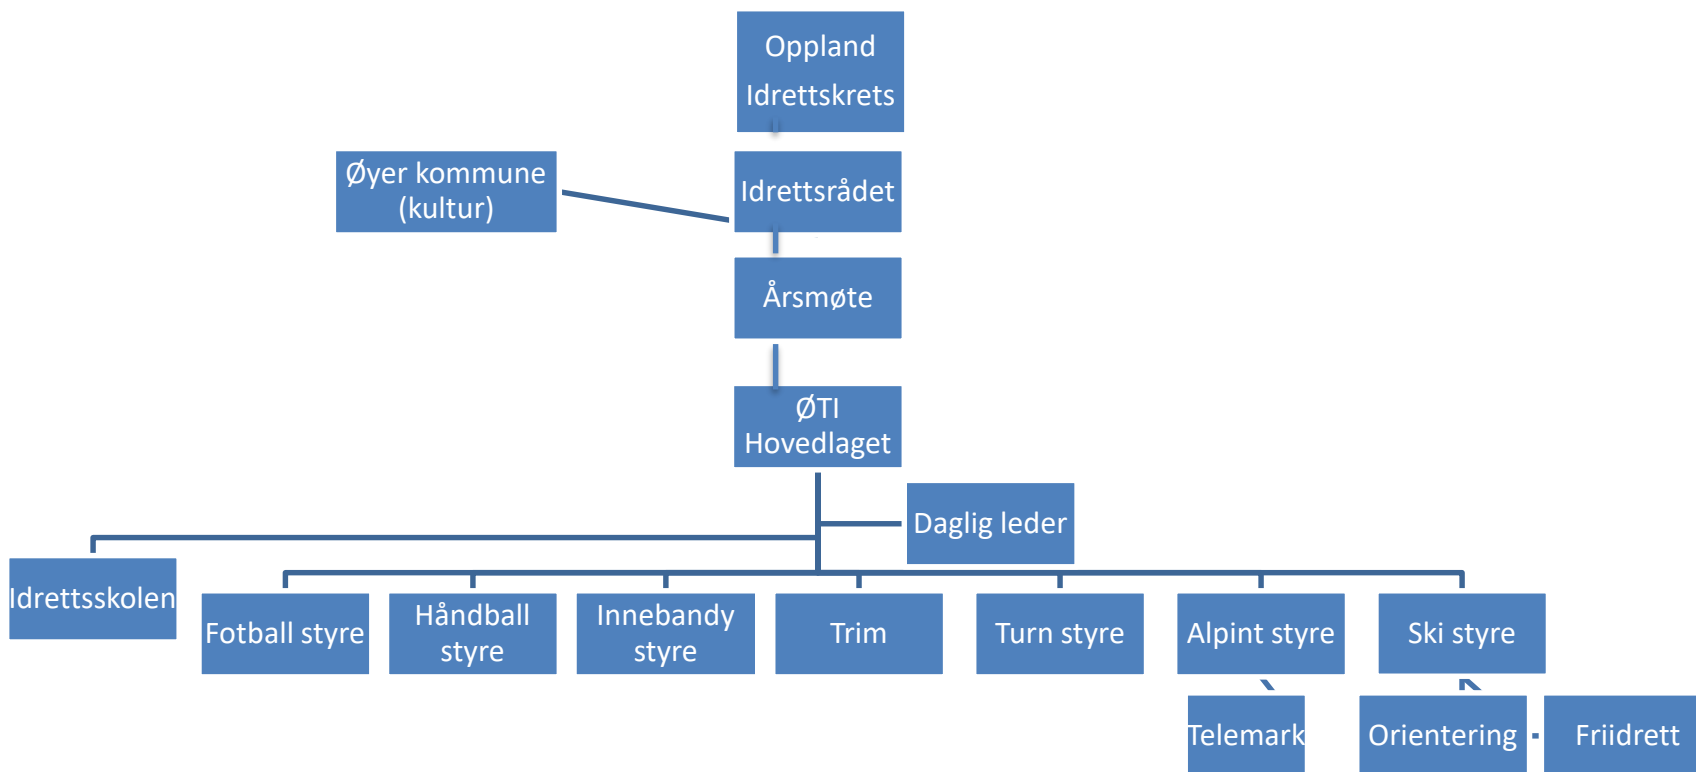 Oppland
Idrettskrets
Øyer kommune
(kultur)
Idrettsrådet
Årsmøte
ØTI
Hovedlaget
Daglig leder
Idrettsskolen
Fotball styre
Håndball
styre
Innebandy
styre
Trim
Turn styre
Alpint styre
Ski styre
Telemark
Orientering
Friidrett